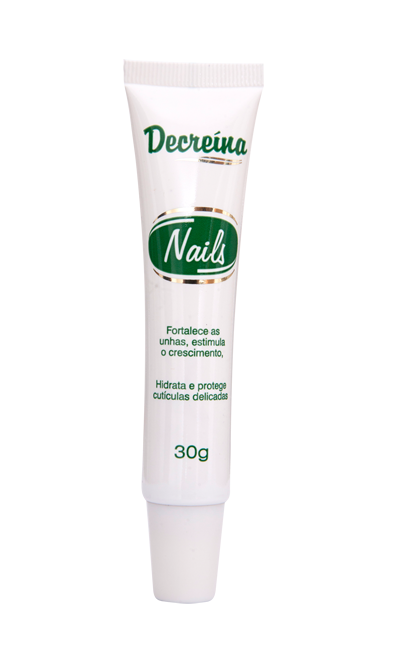 Decreína
Nails
Fortalece as
unhas, estimula
o crescimento,
Hidrata e protege
cutículas delicadas
30g